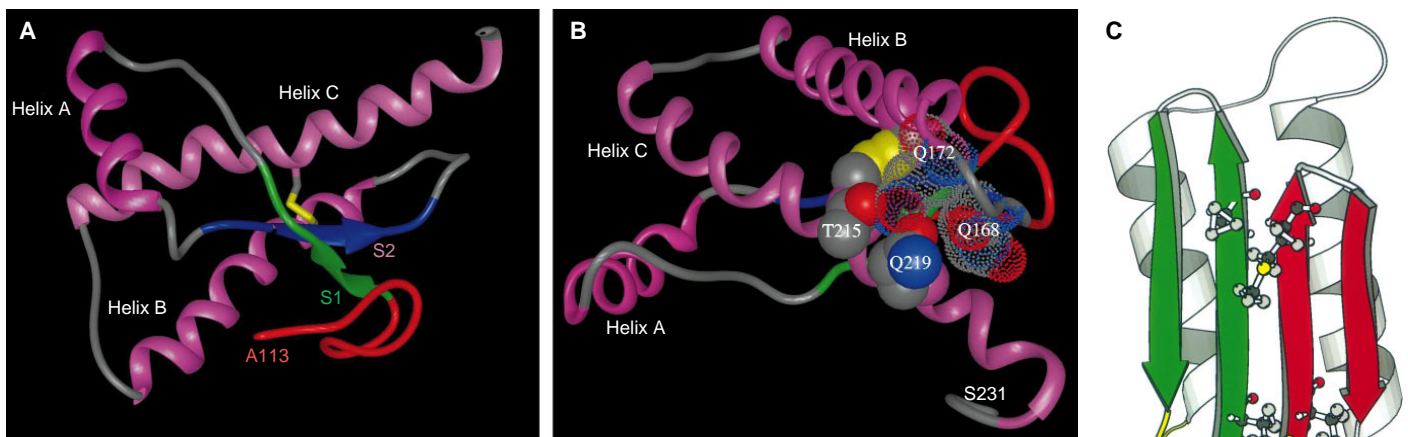 A
Helix A
Helix C
S2
S1
Helix B
A113
B
Helix B
Helix C
Q172
T215
Q168
Q219
Helix A
S231
C